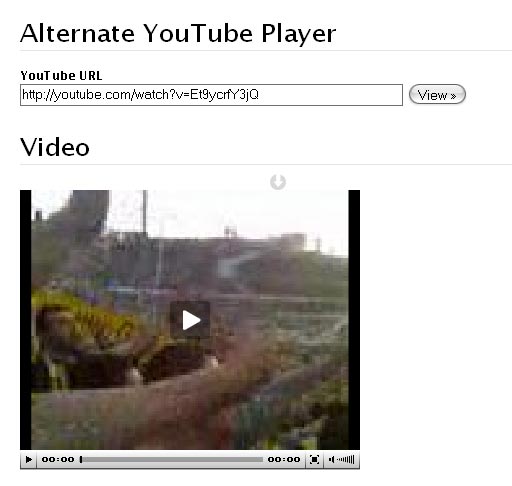 Alternate YouTube Player
YouTube URL
http://youtube.com/watch?v=Et9ycrfY3jQ
View »
Video
00:00
00:00